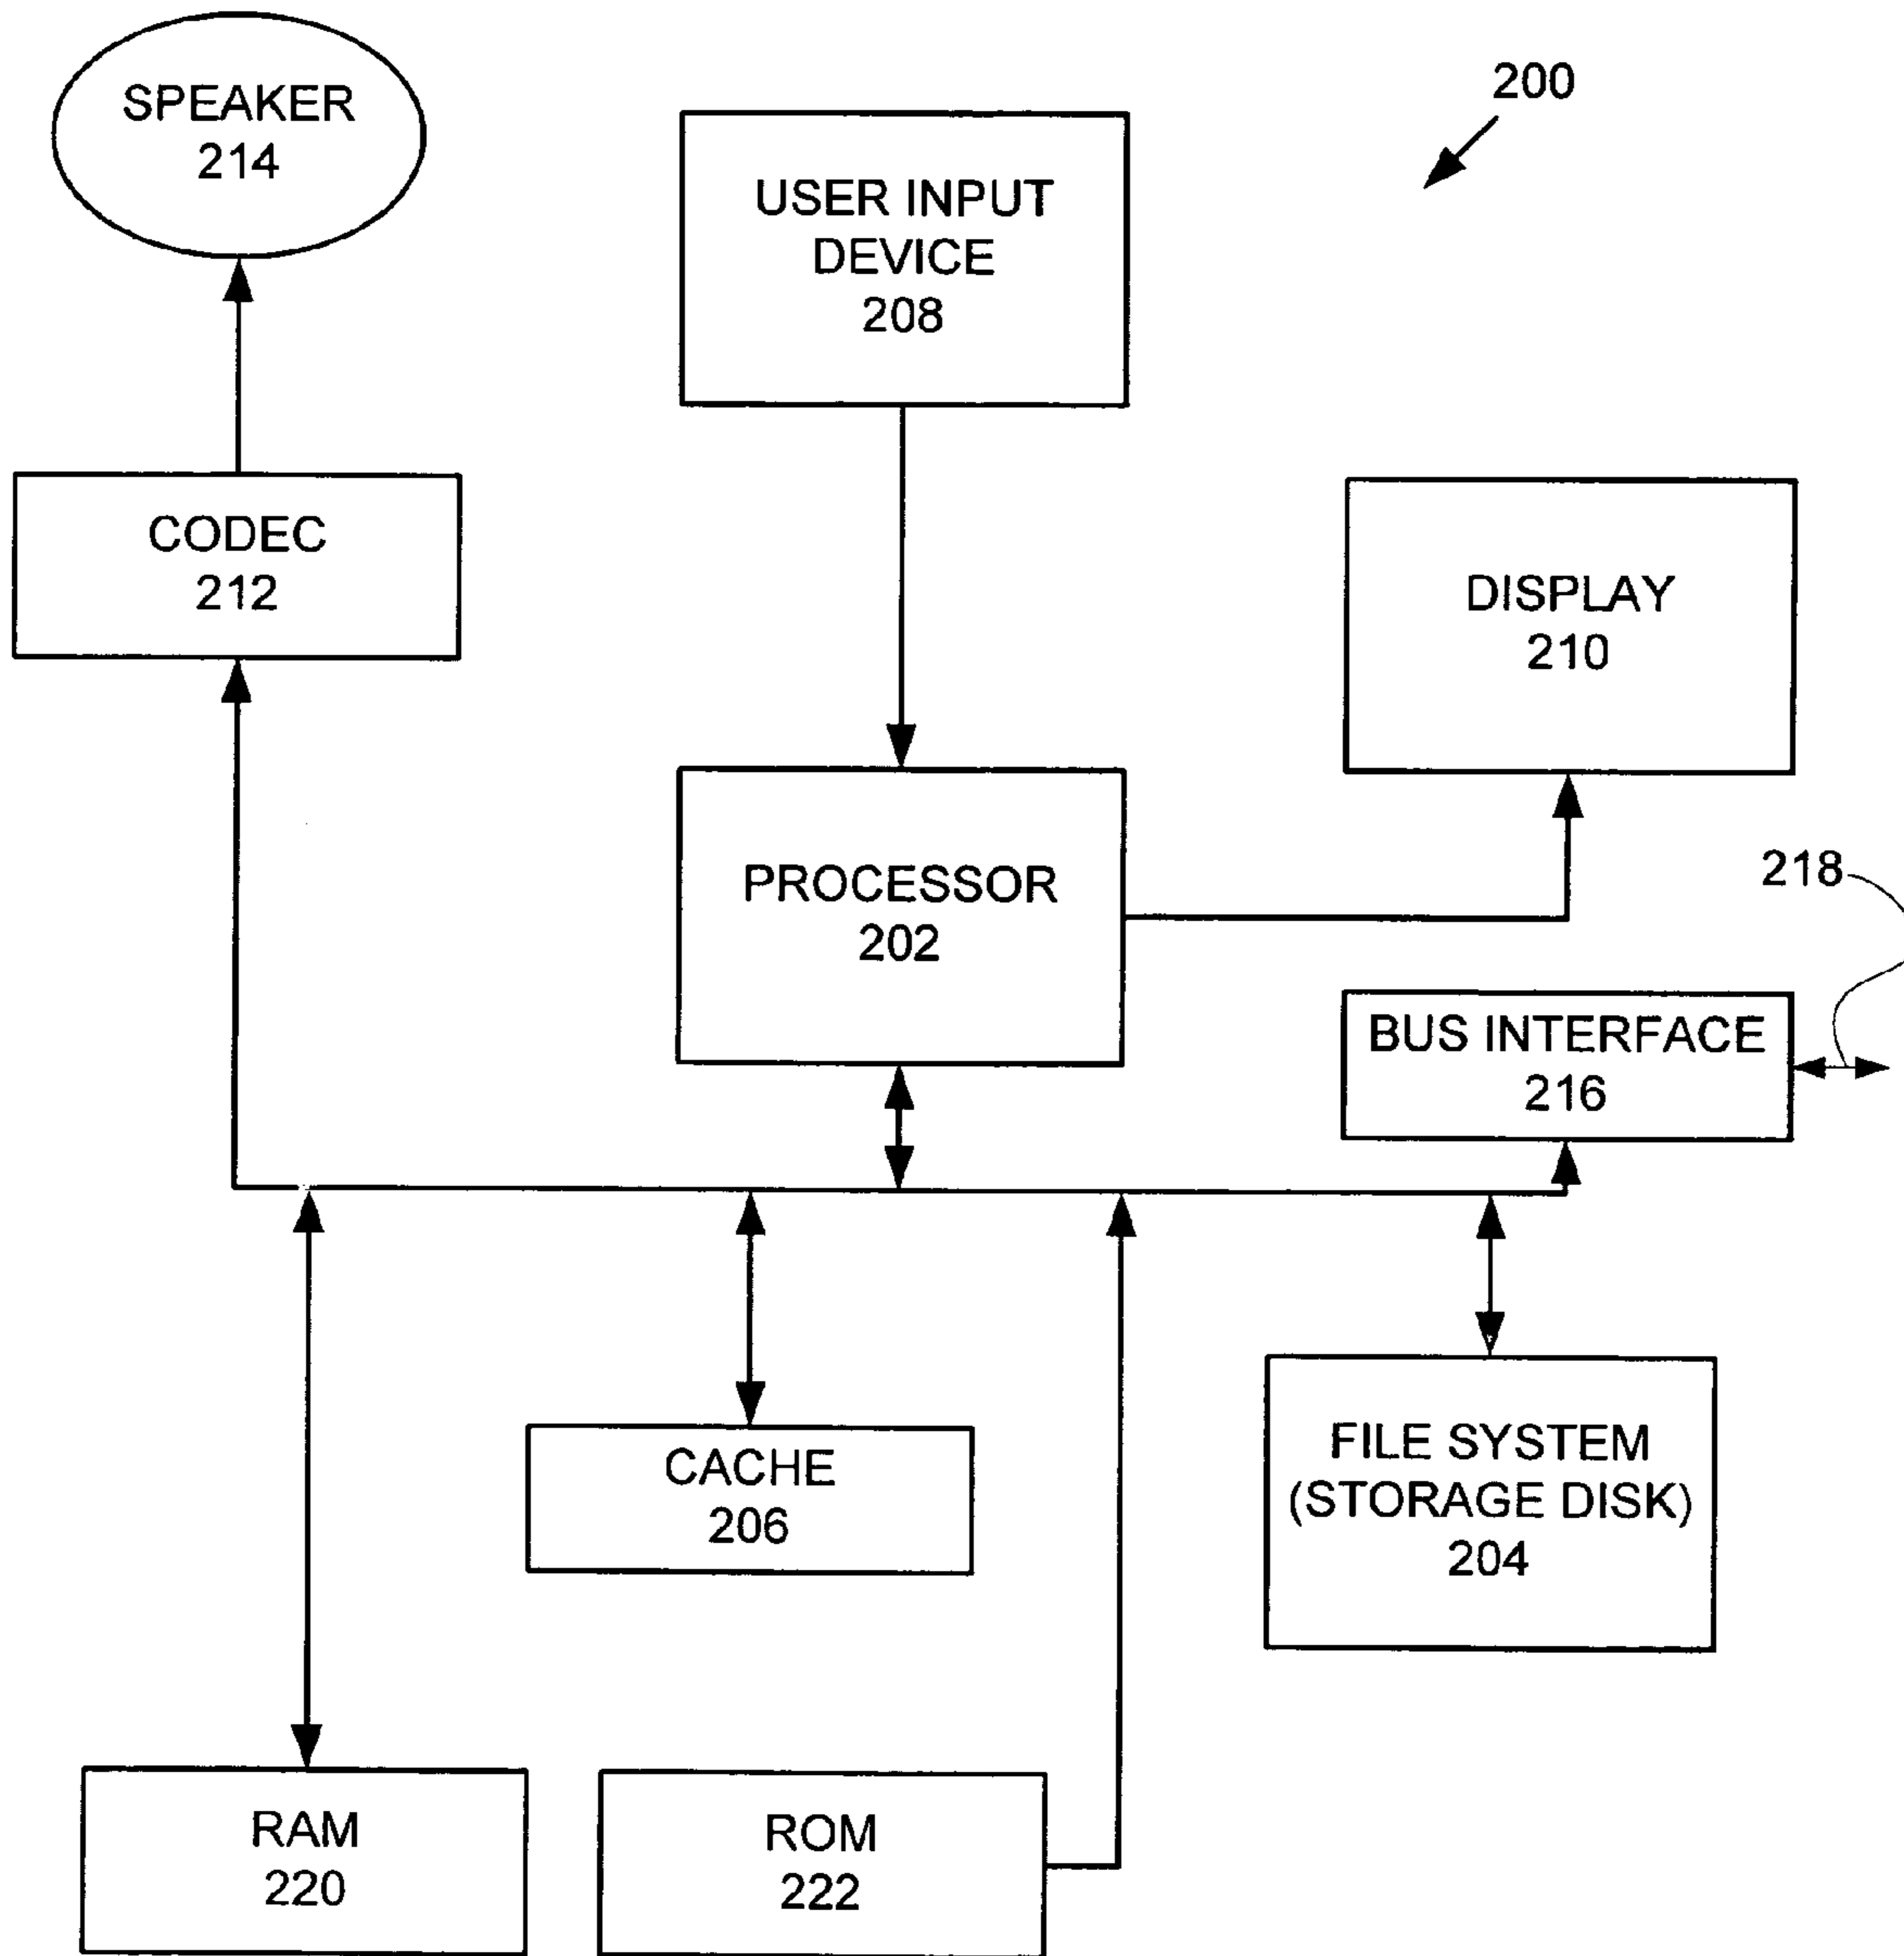 SPEAKER
214
200
USER INPUT
DEVICE
208
CODEC
212
DISPLAY
210
PROCESSOR
202
218
BUS INTERFACE
216
CACHE
206
FILE SYSTEM
(STORAGE DISK)
204
RAM
220
ROM
222